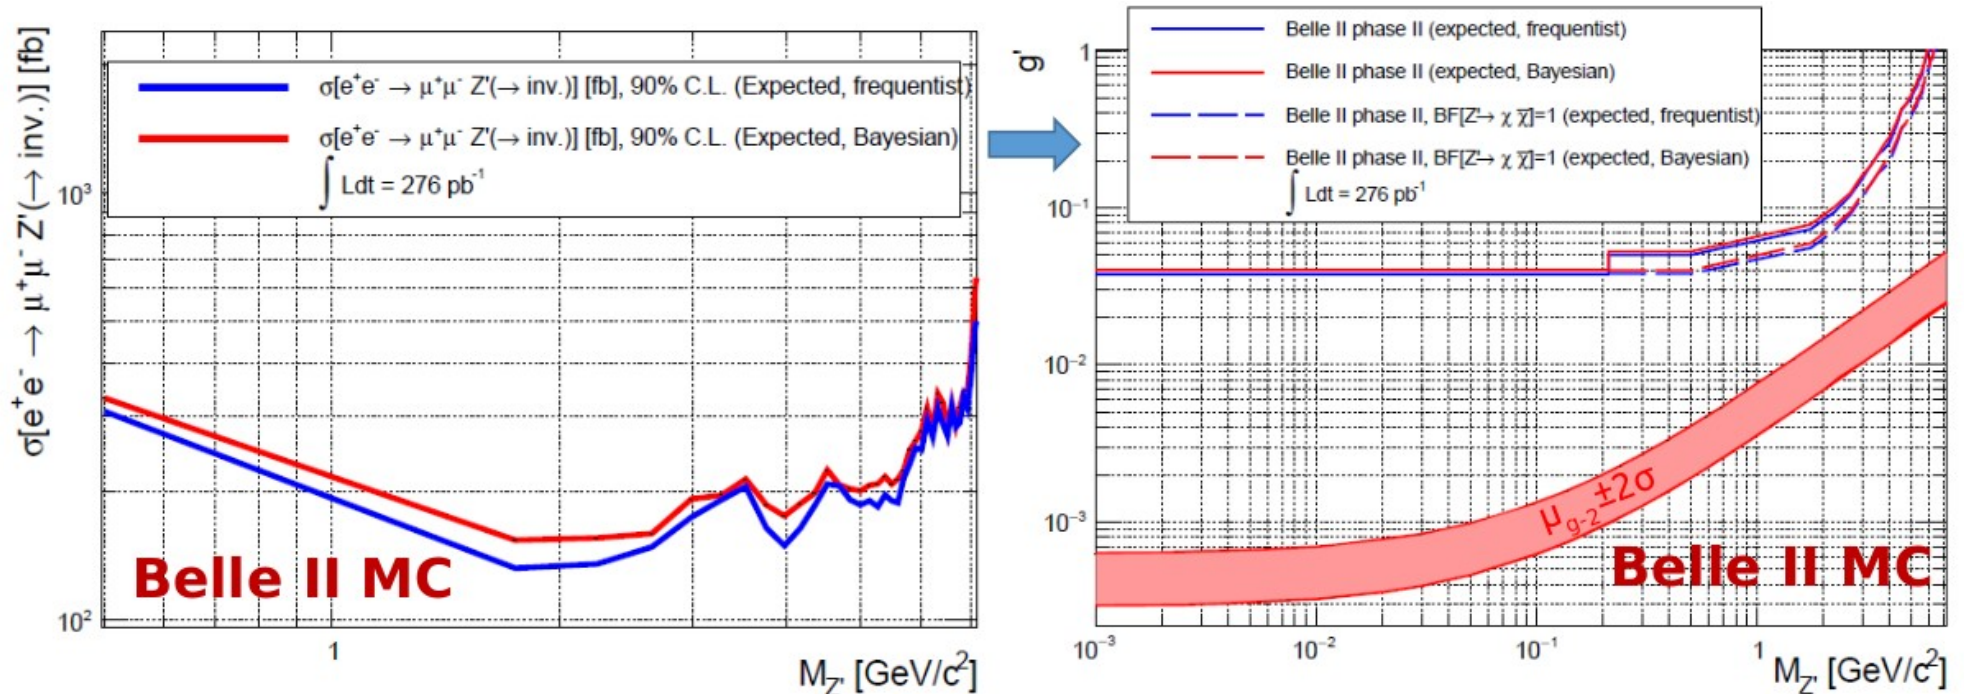 σ[e⁺e⁻ → μ⁺μ⁻ Z'(→ inv.)] [fb]
σ[e⁺e⁻ → μ⁺μ⁻ Z'(→ inv.)] [fb], 90% C.L. (Expected, frequentist)
σ[e⁺e⁻ → μ⁺μ⁻ Z'(→ inv.)] [fb], 90% C.L. (Expected, Bayesian)
∫ Ldt = 276 pb⁻¹
10³
10²
Belle II MC
1
M_Z' [GeV/c²]
g'
Belle II phase II (expected, frequentist)
Belle II phase II (expected, Bayesian)
Belle II phase II, BF[Z'→ χ χ̅]=1 (expected, frequentist)
Belle II phase II, BF[Z'→ χ χ̅]=1 (expected, Bayesian)
∫ Ldt = 276 pb⁻¹
1
10⁻¹
10⁻²
10⁻³
μ_g-2 ±2σ
Belle II MC
10⁻³ 10⁻² 10⁻¹ 1
M_Z' [GeV/c²]